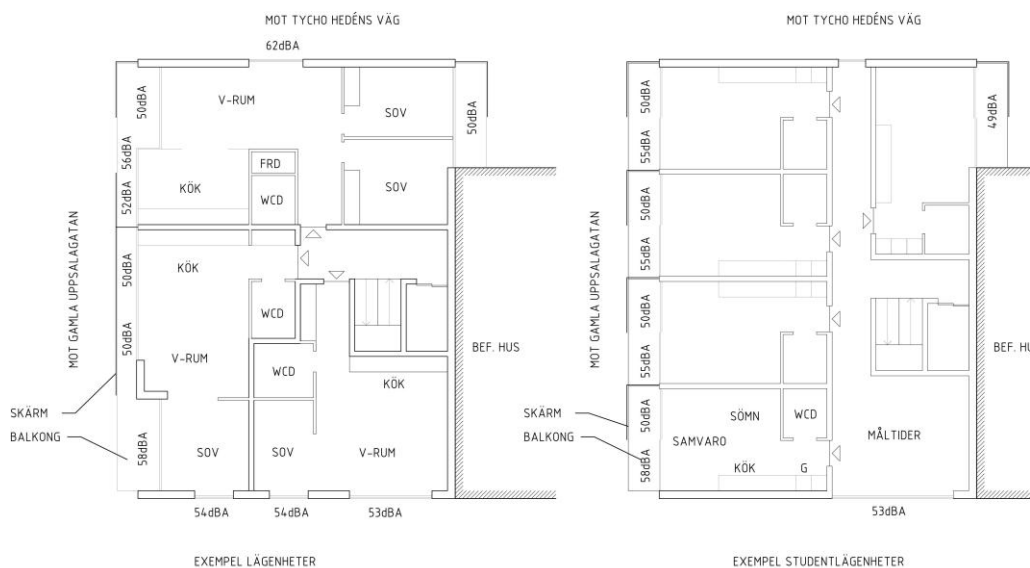 MOT TYCHO HEDÉNS VÄG
62dBA
50dBA
V-RUM
SOV
50dBA
56dBA
52dBA
KÖK
FRD
WCD
SOV
MOT GAMLA UPPSALAGATAN
50dBA
KÖK
50dBA
WCD
V-RUM
WCD
KÖK
BEF. HUS
SKÄRM
BALKONG
58dBA
SOV
SOV
V-RUM
54dBA
54dBA
53dBA
EXEMPEL LÄGENHETER
MOT TYCHO HEDÉNS VÄG
50dBA
49dBA
55dBA
50dBA
MOT GAMLA UPPSALAGATAN
55dBA
50dBA
BEF. HU
55dBA
SKÄRM
BALKONG
50dBA
58dBA
SÖMN
WCD
SAMVARO
MÅLTIDER
KÖK
G
53dBA
EXEMPEL STUDENTLÄGENHETER